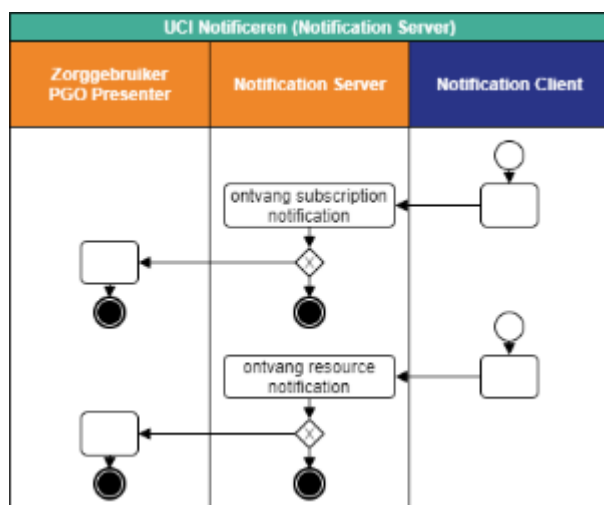 UCI Notificeren (Notification Server)
Zorggebruiker
PGO Presenter
Notification Server
Notification Client
ontvang subscription
notification
X
ontvang resource
notification
X